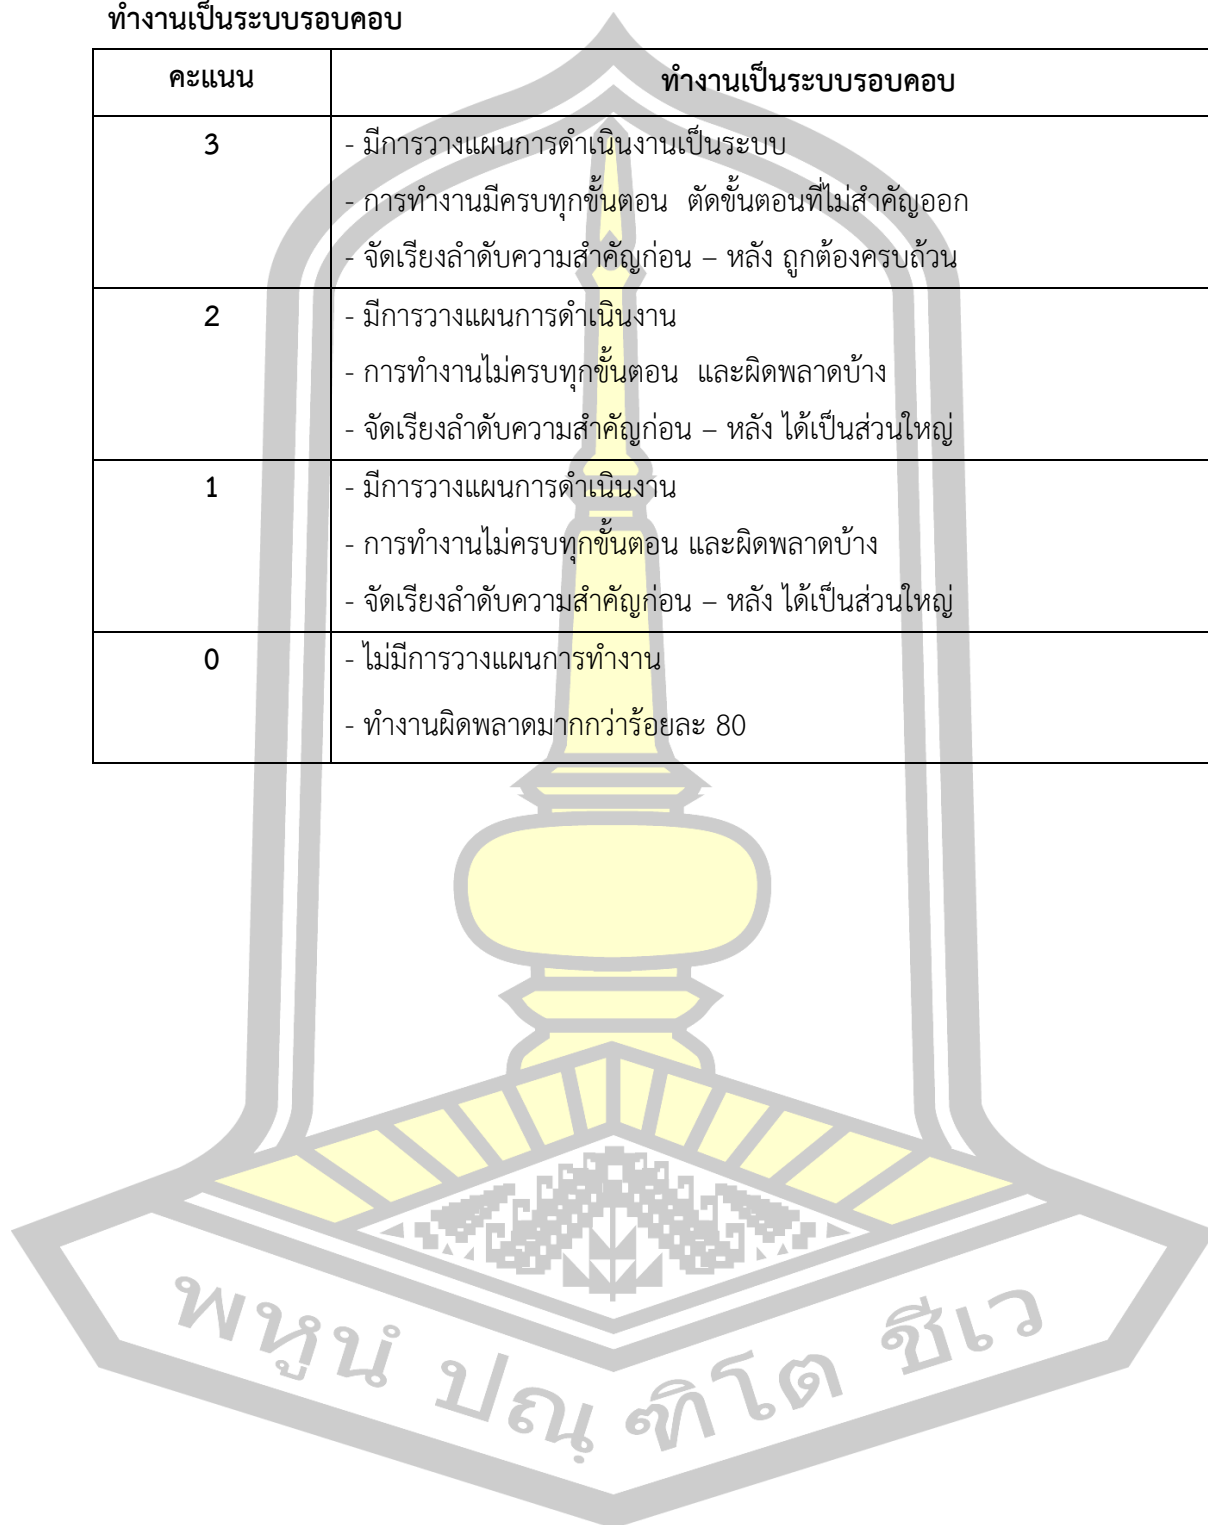 ทำงานเป็นระบบรอบคอบ
คะแนน
ทำงานเป็นระบบรอบคอบ
3
- มีการวางแผนการดำเนินงานเป็นระบบ
- การทำงานมีครบทุกขั้นตอน ตัดขั้นตอนที่ไม่สำคัญออก
- จัดเรียงลำดับความสำคัญก่อน – หลัง ถูกต้องครบถ้วน
2
- มีการวางแผนการดำเนินงาน
- การทำงานไม่ครบทุกขั้นตอน และผิดพลาดบ้าง
- จัดเรียงลำดับความสำคัญก่อน – หลัง ได้เป็นส่วนใหญ่
1
- มีการวางแผนการดำเนินงาน
- การทำงานไม่ครบทุกขั้นตอน และผิดพลาดบ้าง
- จัดเรียงลำดับความสำคัญก่อน – หลัง ได้เป็นส่วนใหญ่
0
- ไม่มีการวางแผนการทำงาน
- ทำงานผิดพลาดมากกว่าร้อยละ 80
พหูนํ ปณฺฑิโต ชีเว